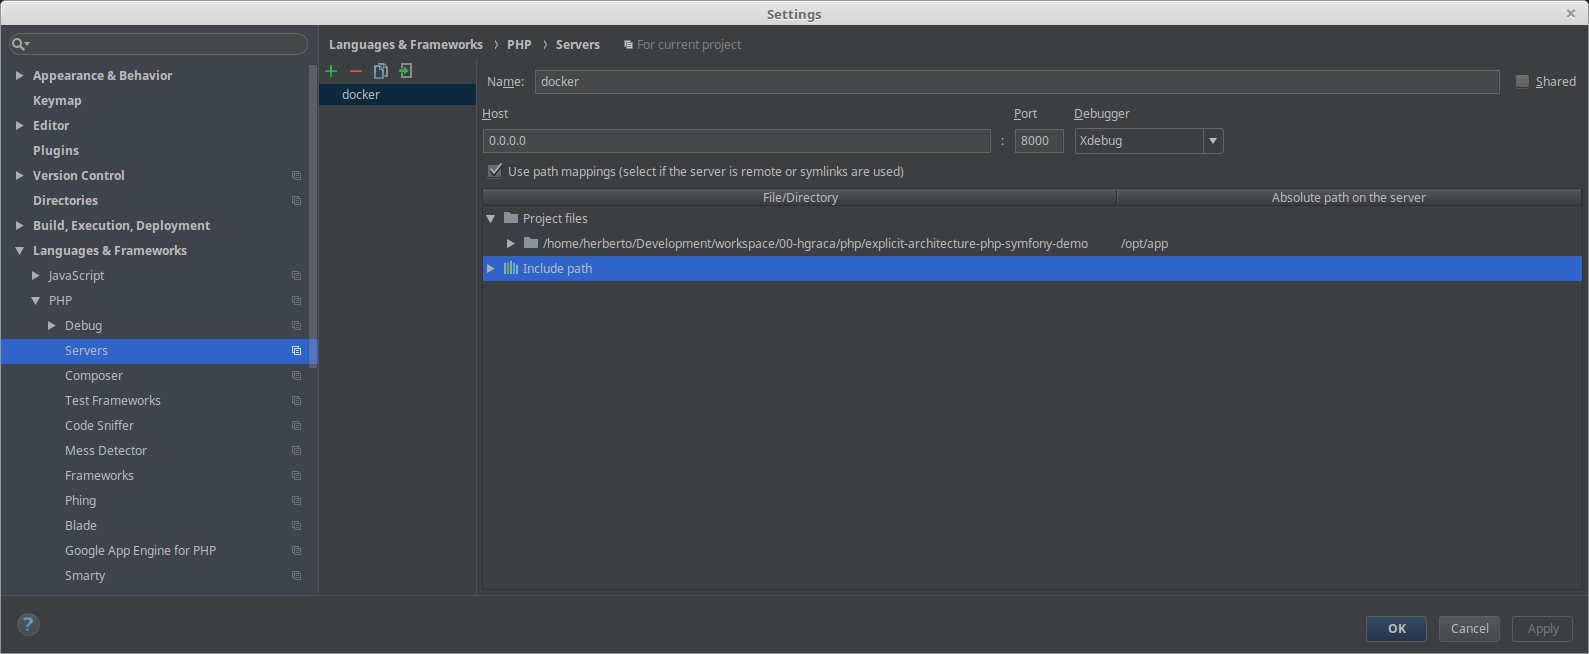 Settings
Languages & Frameworks › PHP › Servers For current project
Appearance & Behavior
Keymap
Editor
Plugins
Version Control
Directories
Build, Execution, Deployment
Languages & Frameworks
JavaScript
PHP
Debug
Servers
Composer
Test Frameworks
Code Sniffer
Mess Detector
Frameworks
Phing
Blade
Google App Engine for PHP
Smarty
docker
Name: docker Shared
Host Port Debugger
0.0.0.0 : 8000 Xdebug
Use path mappings (select if the server is remote or symlinks are used)
File/Directory Absolute path on the server
Project files
/home/herberto/Development/workspace/00-hgraca/php/explicit-architecture-php-symfony-demo /opt/app
Include path
? OK Cancel Apply